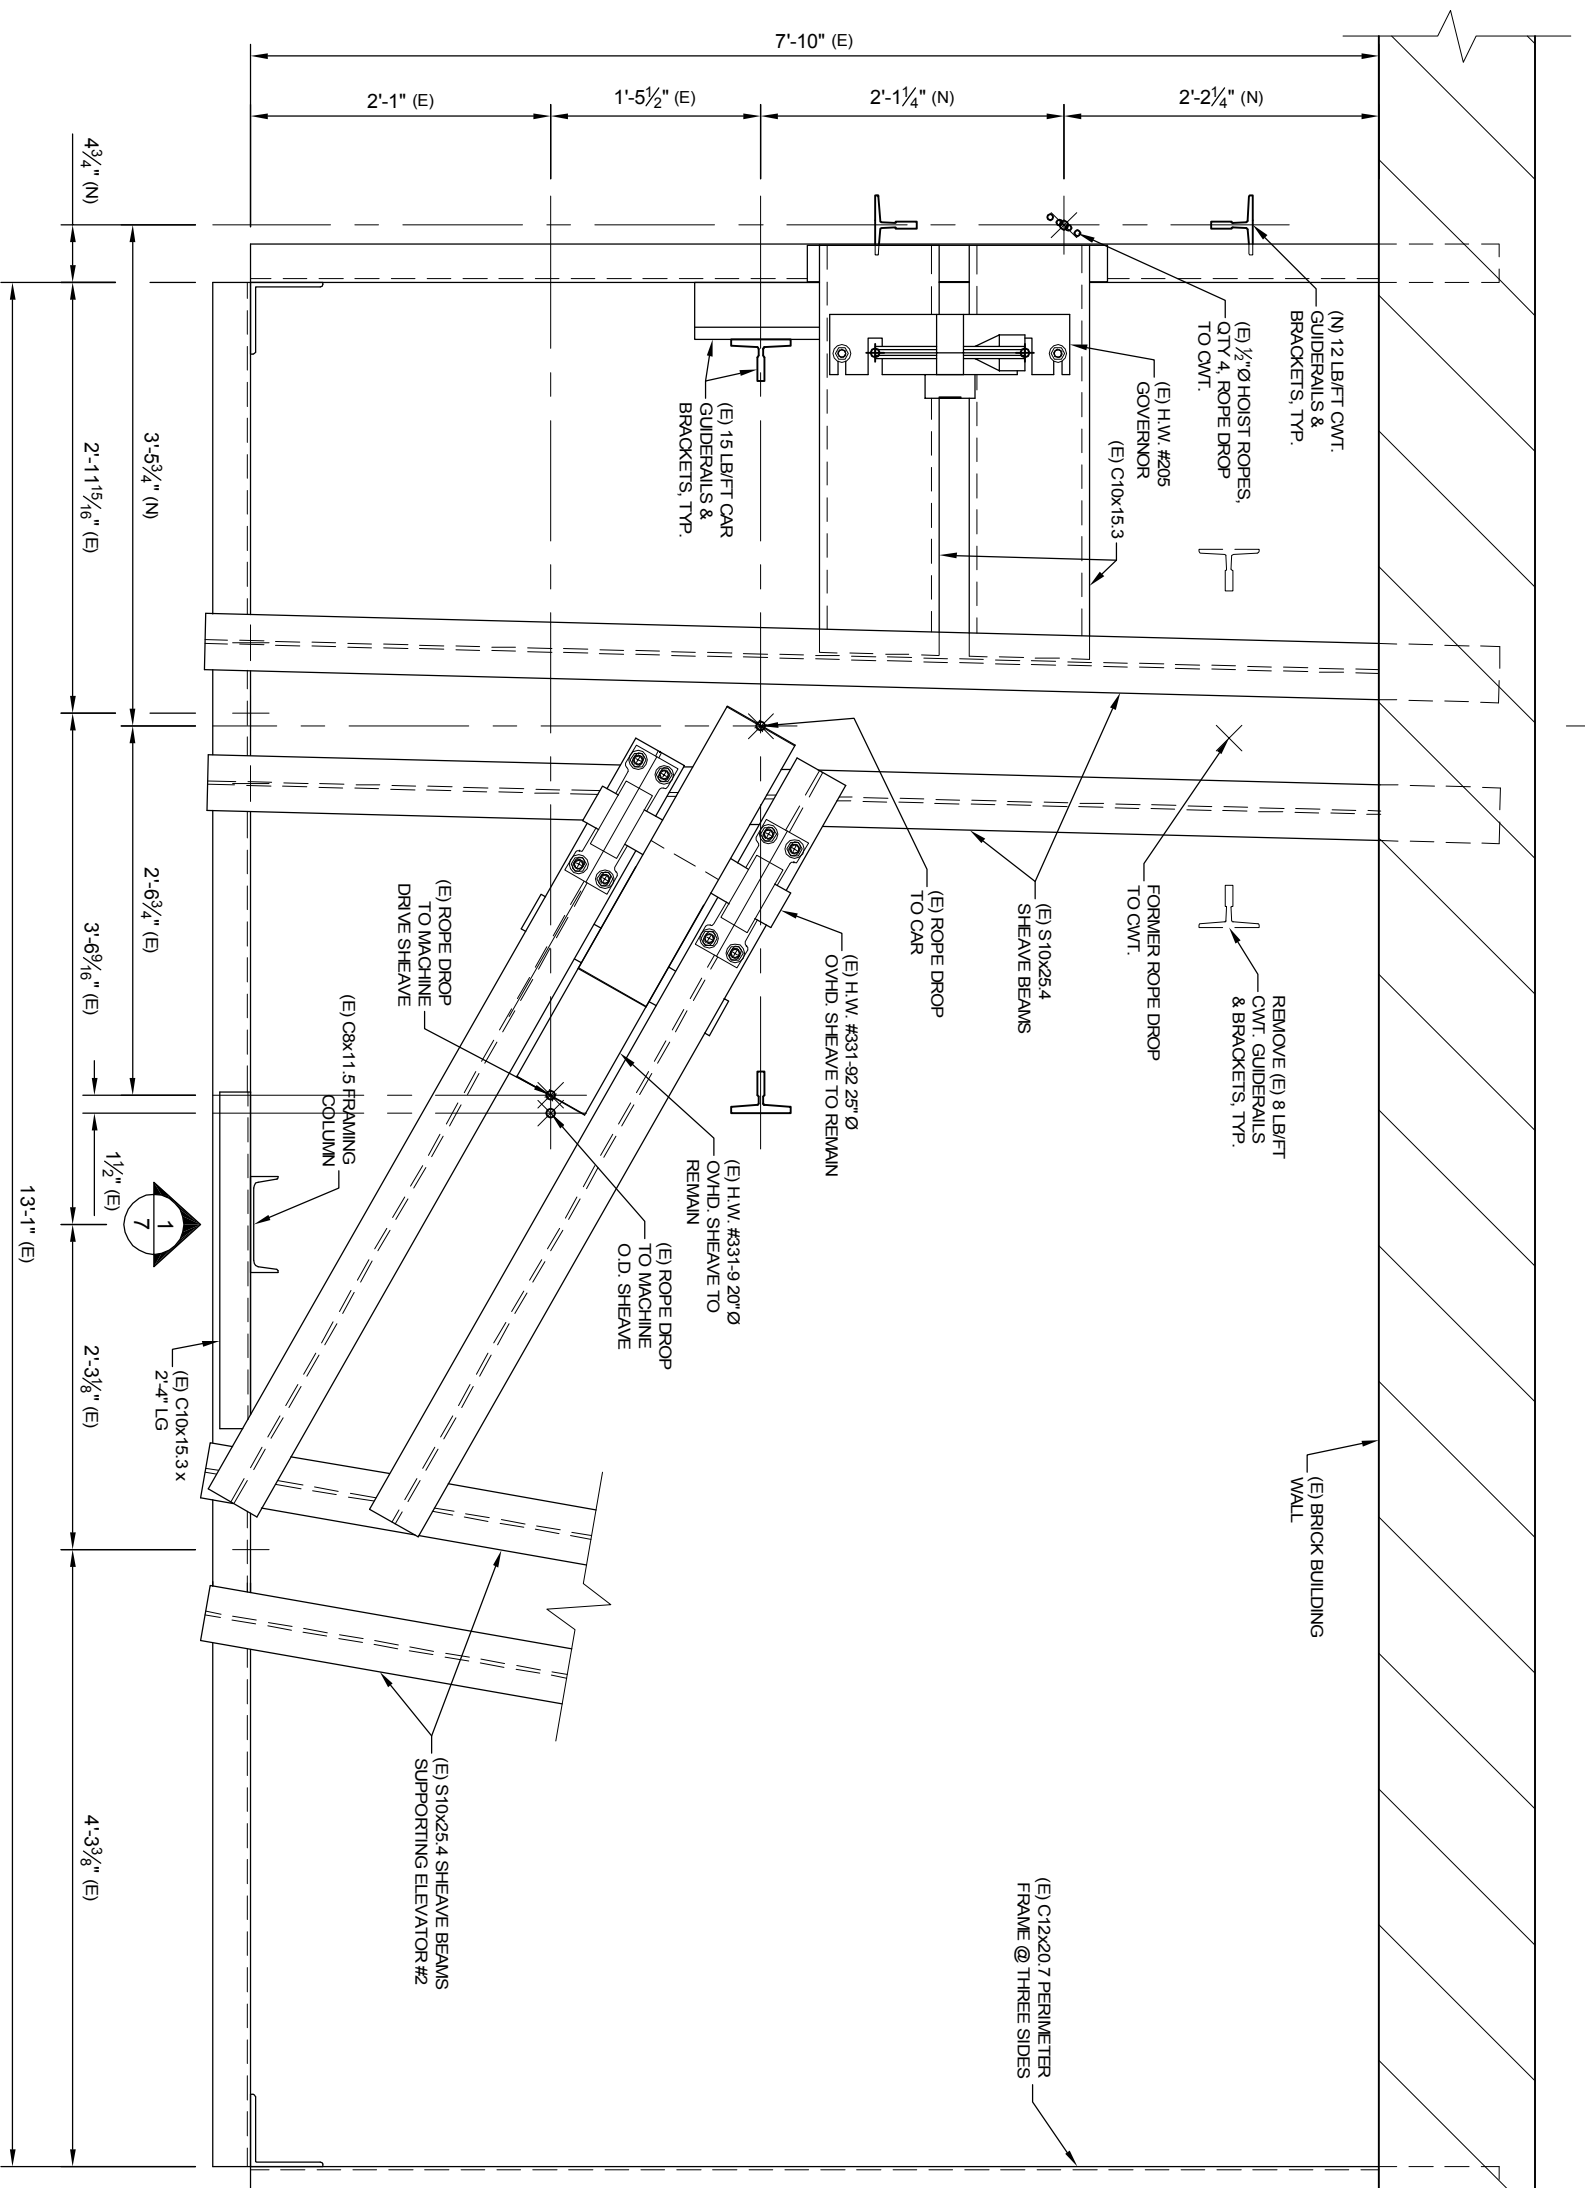 7'-10" (E)
2'-1" (E)
1'-5½" (E)
2'-1¼" (N)
2'-2¼" (N)
4¾" (N)
3'-5¾" (N)
2'-11 15/16" (E)
2'-6¾" (E)
3'-6 9/16" (E)
1½" (E)
2'-3⅛" (E)
4'-3⅜" (E)
13'-1" (E)
(N) 12 LB/FT CWT.
GUIDERAILS &
BRACKETS, TYP.
(E) ½"Ø HOIST ROPES,
QTY 4, ROPE DROP
TO CWT.
(E) H.W. #205
GOVERNOR
(E) C10x15.3
(E) 15 LB/FT CAR
GUIDERAILS &
BRACKETS, TYP.
REMOVE (E) 8 LB/FT
CWT. GUIDERAILS
& BRACKETS, TYP.
FORMER ROPE DROP
TO CWT.
(E) S10x25.4
SHEAVE BEAMS
(E) ROPE DROP
TO CAR
(E) H.W. #331-92 25"Ø
OVHD. SHEAVE TO REMAIN
(E) H.W. #331-9 20"Ø
OVHD. SHEAVE TO
REMAIN
(E) ROPE DROP
TO MACHINE
O.D. SHEAVE
(E) ROPE DROP
TO MACHINE
DRIVE SHEAVE
(E) C8x11.5 FRAMING
COLUMN
1
7
(E) C10x15.3 x
2'-4" LG
(E) BRICK BUILDING
WALL
(E) S10x25.4 SHEAVE BEAMS
SUPPORTING ELEVATOR #2
(E) C12x20.7 PERIMETER
FRAME @ THREE SIDES